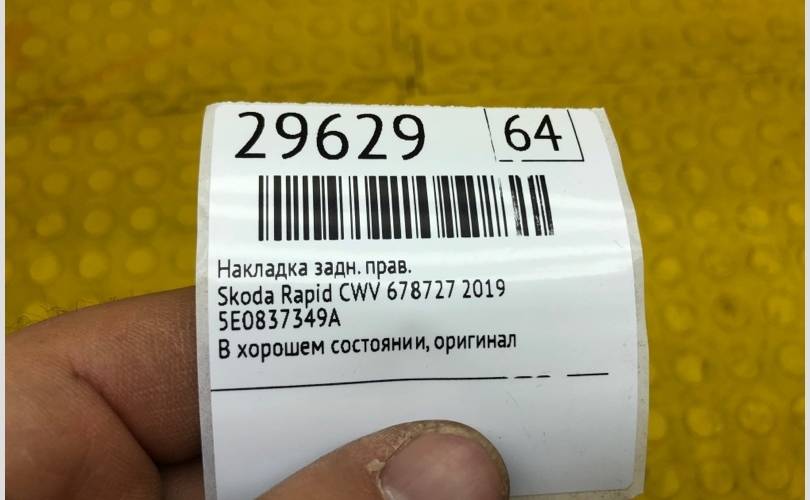 29629 64
Накладка задн. прав.
Skoda Rapid CWV 678727 2019
5E0837349A
В хорошем состоянии, оригинал